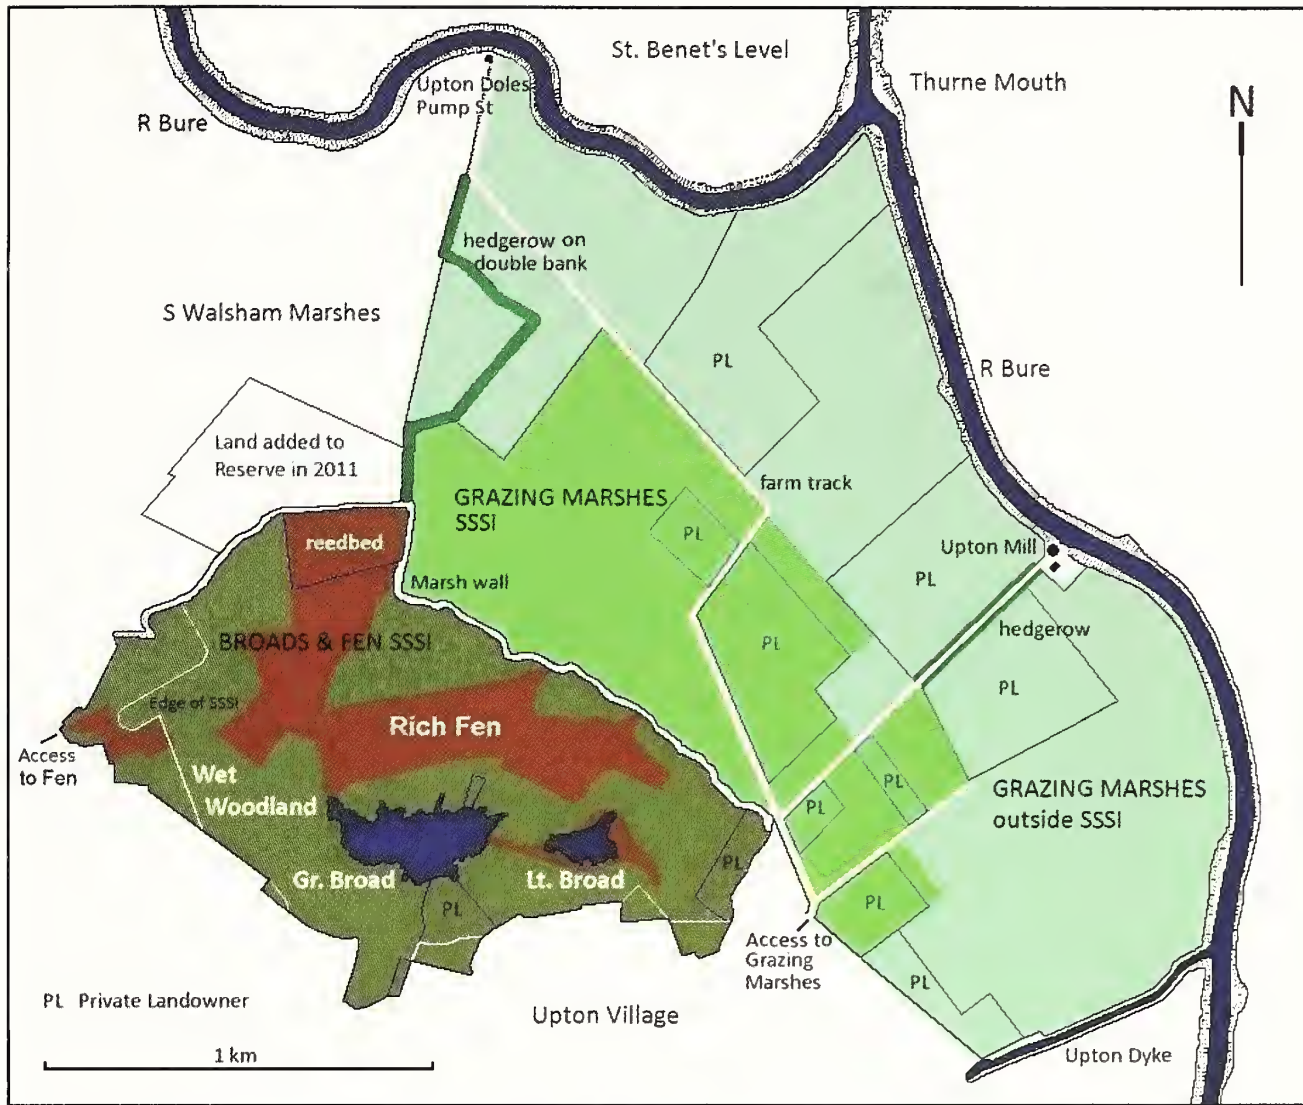 St. Benet's Level
Thurne Mouth
Upton Doles
Pump St
R Bure
N
hedgerow on
double bank
S Walsham Marshes
PL
R Bure
Land added to
Reserve in 2011
farm track
GRAZING MARSHES
SSSI
PL
reedbed
Upton Mill
Marsh wall
PL
hedgerow
BROADS & FEN SSSI
PL
PL
Edge of SSSI
Rich Fen
Access
to Fen
Wet
Woodland
PL
PL
GRAZING MARSHES
outside SSSI
Gr. Broad
Lt. Broad
PL
PL
PL
Access to
Grazing
Marshes
PL
PL Private Landowner
Upton Village
1 km
Upton Dyke